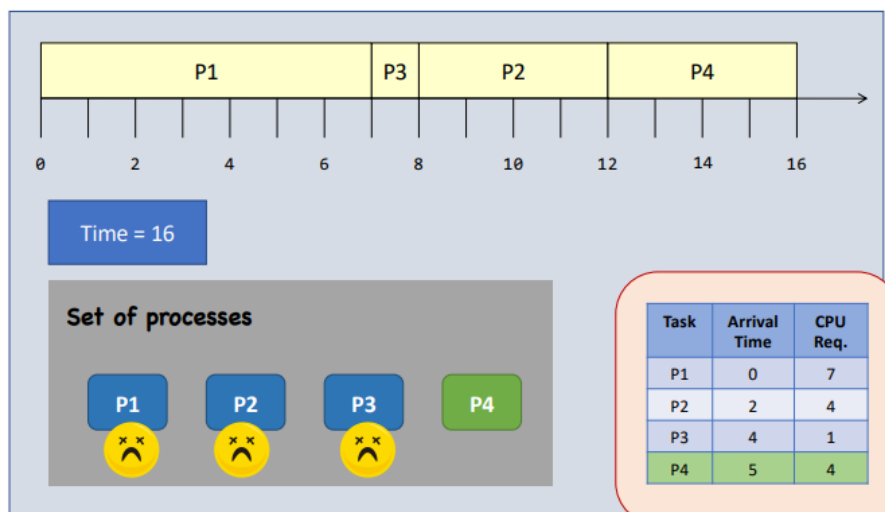 P1 P3 P2 P4
0 2 4 6 8 10 12 14 16
Time = 16
Set of processes
P1 P2 P3 P4
Task Arrival Time CPU Req.
P1 0 7
P2 2 4
P3 4 1
P4 5 4